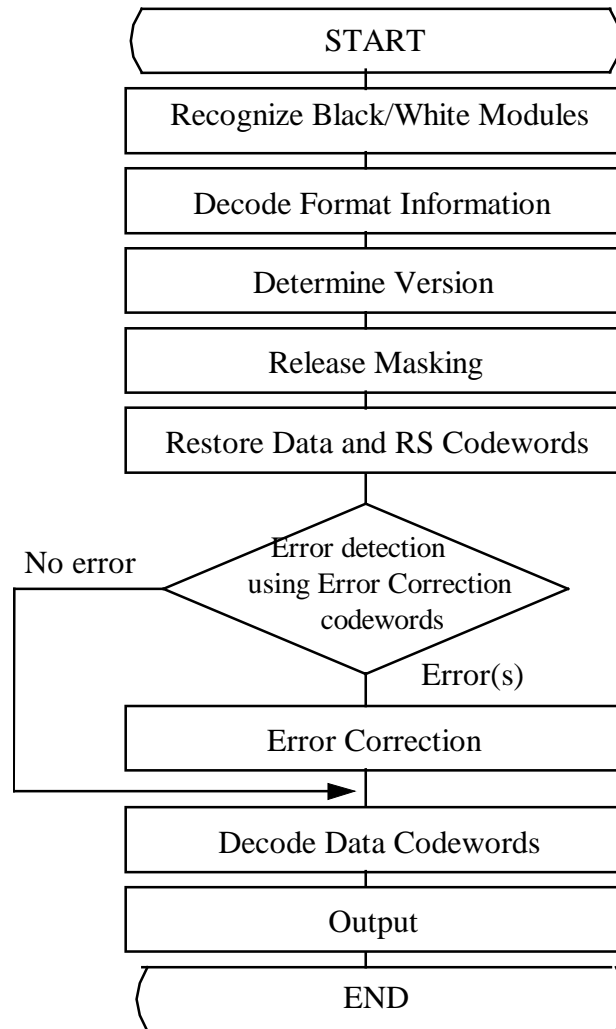 START
Recognize Black/White Modules
Decode Format Information
Determine Version
Release Masking
Restore Data and RS Codewords
Error detection
using Error Correction
codewords
No error
Error(s)
Error Correction
Decode Data Codewords
Output
END